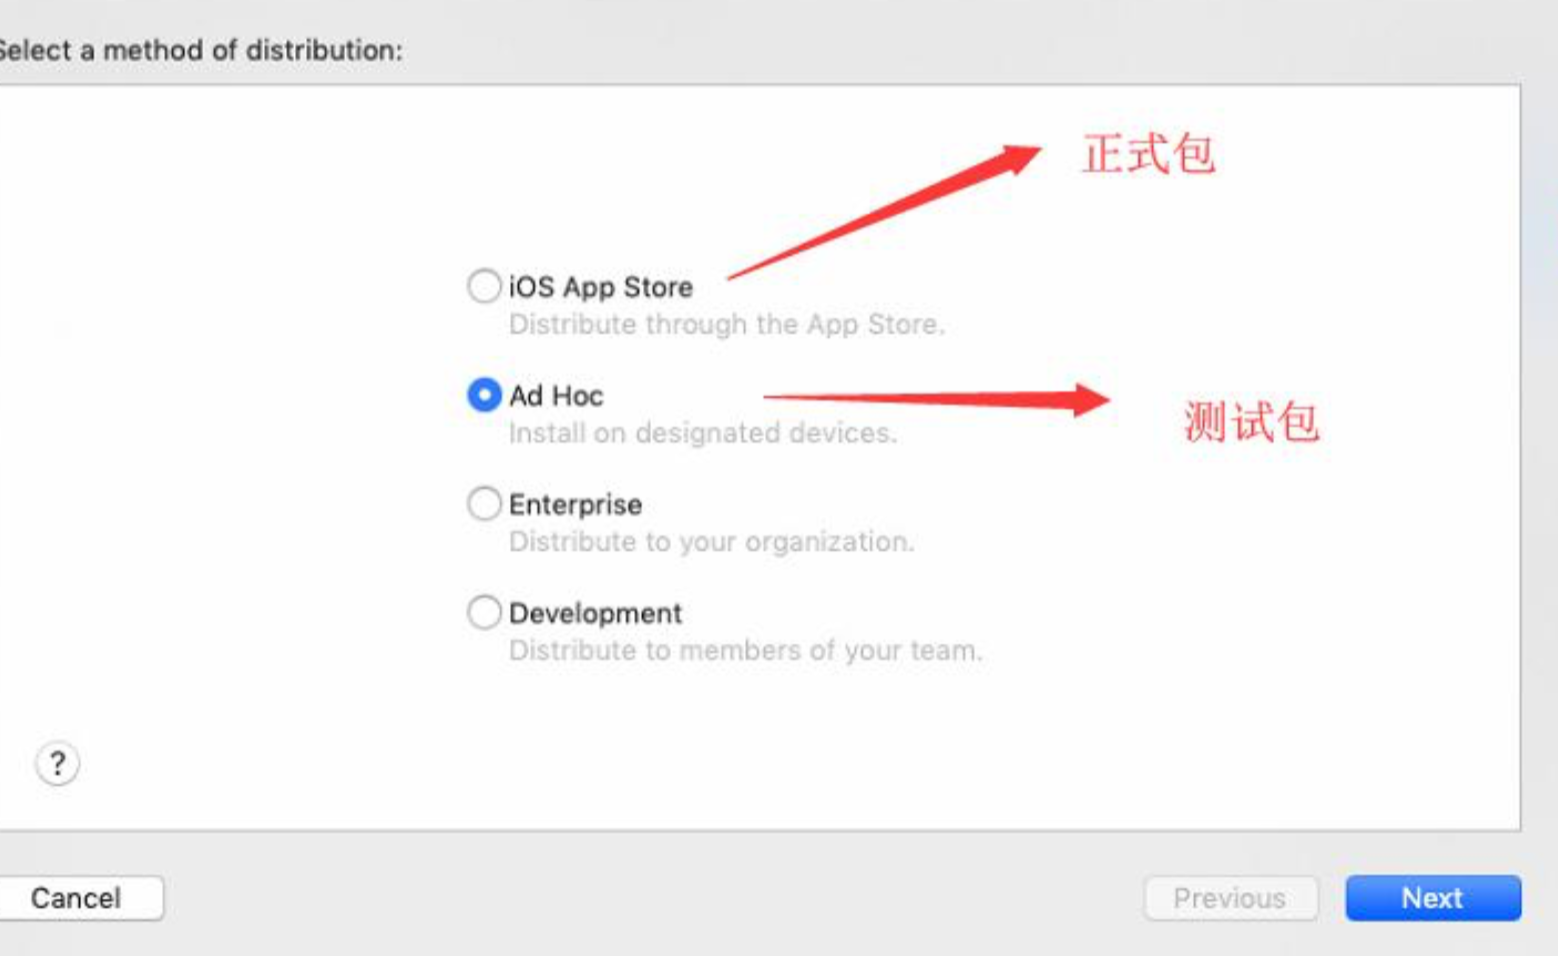 Select a method of distribution:
正式包
iOS App Store
Distribute through the App Store.
Ad Hoc
Install on designated devices.
测试包
Enterprise
Distribute to your organization.
Development
Distribute to members of your team.
?
Cancel
Previous
Next